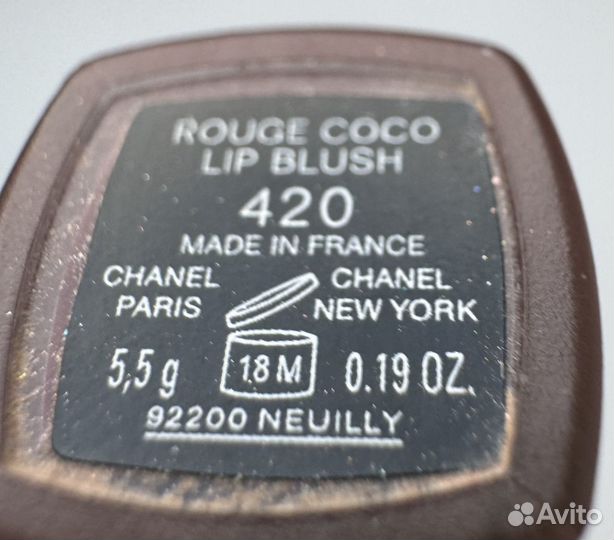 ROUGE COCO
LIP BLUSH
420
MADE IN FRANCE
CHANEL PARIS
CHANEL NEW YORK
5,5 g
18 M
0.19 OZ.
92200 NEUILLY
Avito